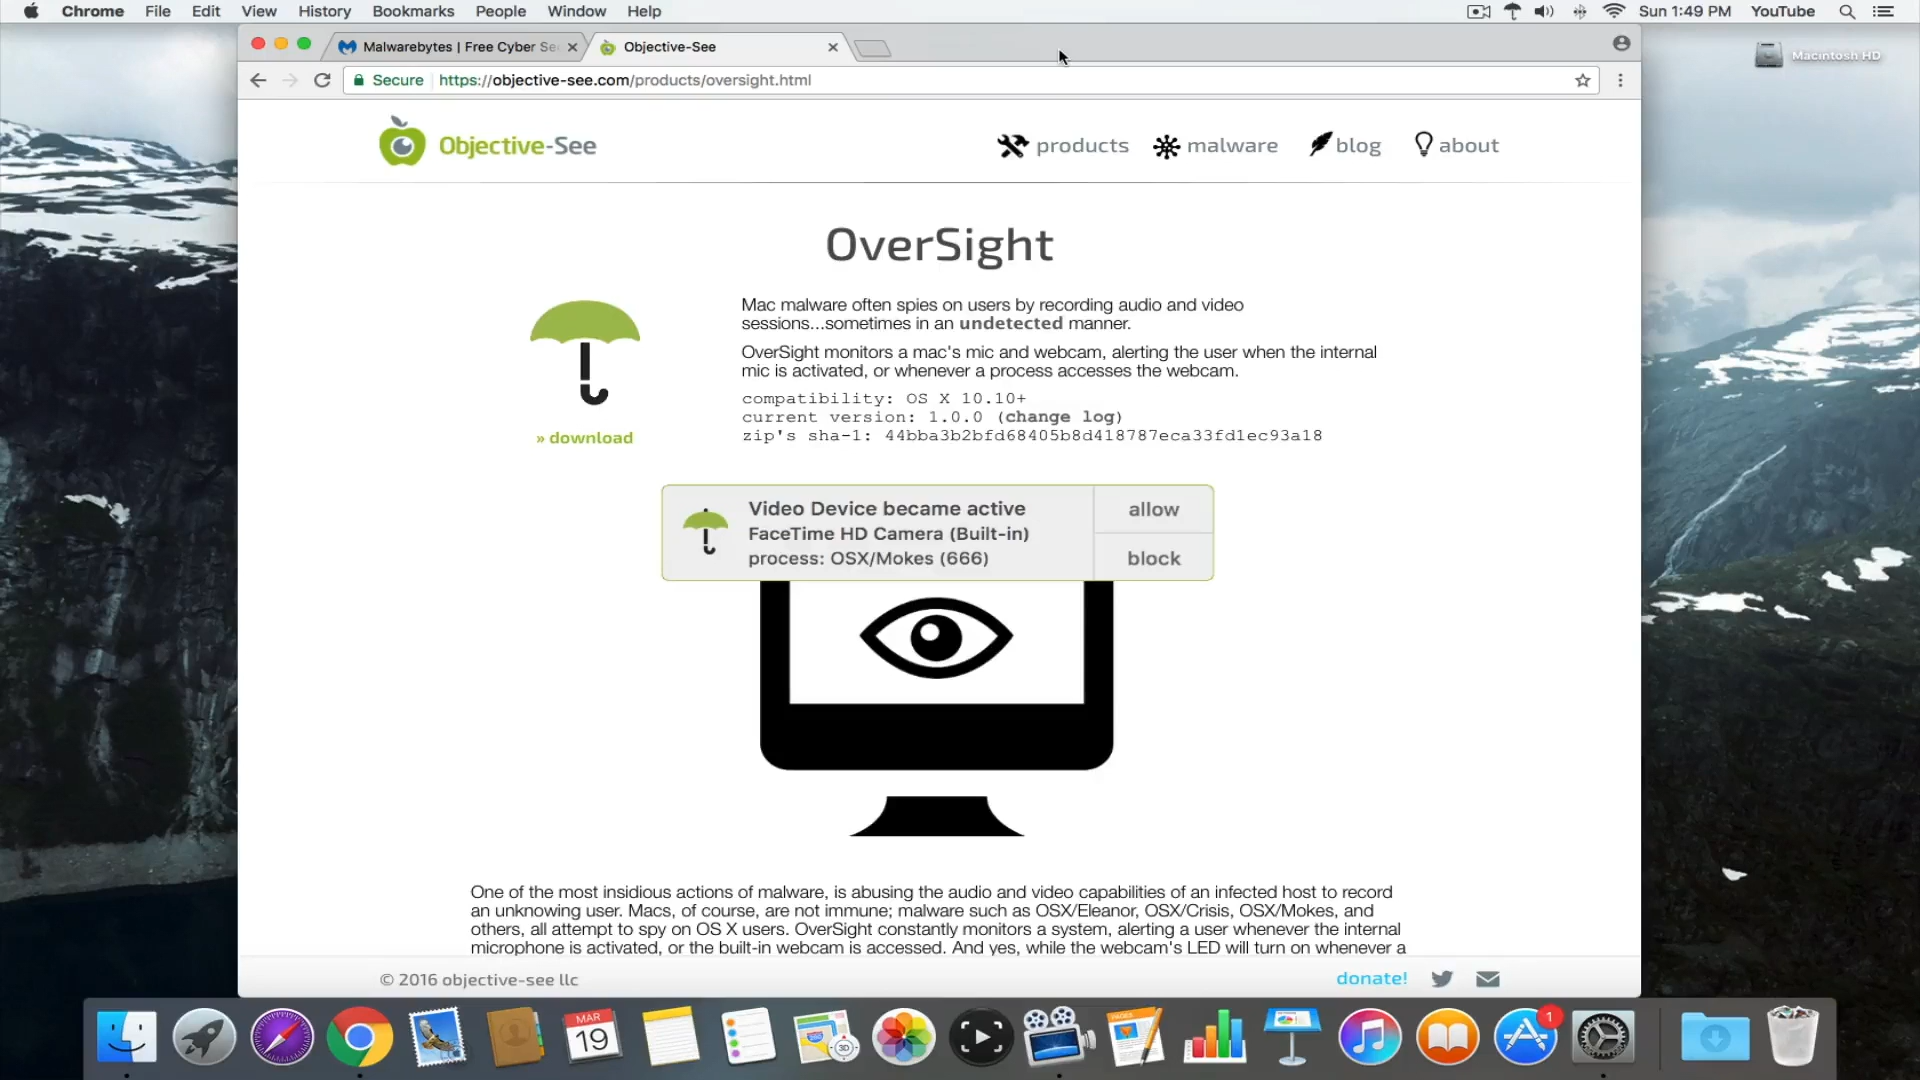 Chrome File Edit View History Bookmarks People Window Help
Sun 1:49 PM YouTube
Malwarebytes | Free Cyber Se
Objective-See
Macintosh HD
Secure https://objective-see.com/products/oversight.html
Objective-See
products malware blog about
OverSight
Mac malware often spies on users by recording audio and video
sessions...sometimes in an undetected manner.
OverSight monitors a mac's mic and webcam, alerting the user when the internal
mic is activated, or whenever a process accesses the webcam.
compatibility: OS X 10.10+
current version: 1.0.0 (change log)
zip's sha-1: 44bba3b2bfd68405b8d418787eca33fd1ec93a18
» download
Video Device became active
FaceTime HD Camera (Built-in)
process: OSX/Mokes (666)
allow
block
One of the most insidious actions of malware, is abusing the audio and video capabilities of an infected host to record
an unknowing user. Macs, of course, are not immune; malware such as OSX/Eleanor, OSX/Crisis, OSX/Mokes, and
others, all attempt to spy on OS X users. OverSight constantly monitors a system, alerting a user whenever the internal
microphone is activated, or the built-in webcam is accessed. And yes, while the webcam's LED will turn on whenever a
© 2016 objective-see llc
donate!
MAR
19
3D
PAGES
1